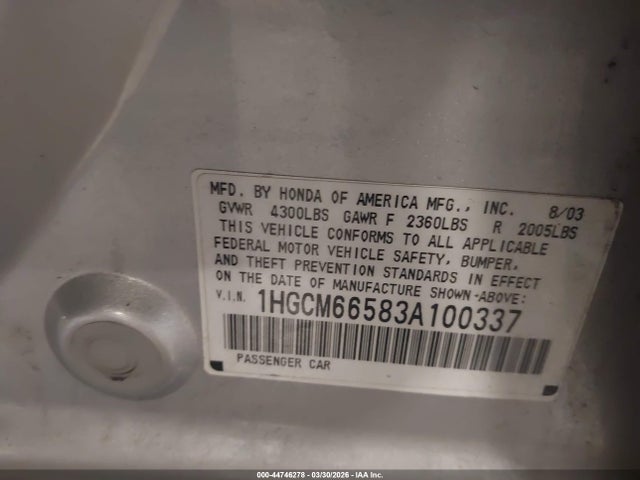 MFD. BY HONDA OF AMERICA MFG., INC. 8/03
GVWR 4300LBS GAWR F 2360LBS R 2005LBS
THIS VEHICLE CONFORMS TO ALL APPLICABLE
FEDERAL MOTOR VEHICLE SAFETY, BUMPER,
AND THEFT PREVENTION STANDARDS IN EFFECT
ON THE DATE OF MANUFACTURE SHOWN ABOVE:
V.I.N. 1HGCM66583A100337
PASSENGER CAR
000-44746278 - 03/30/2026 - IAA Inc.